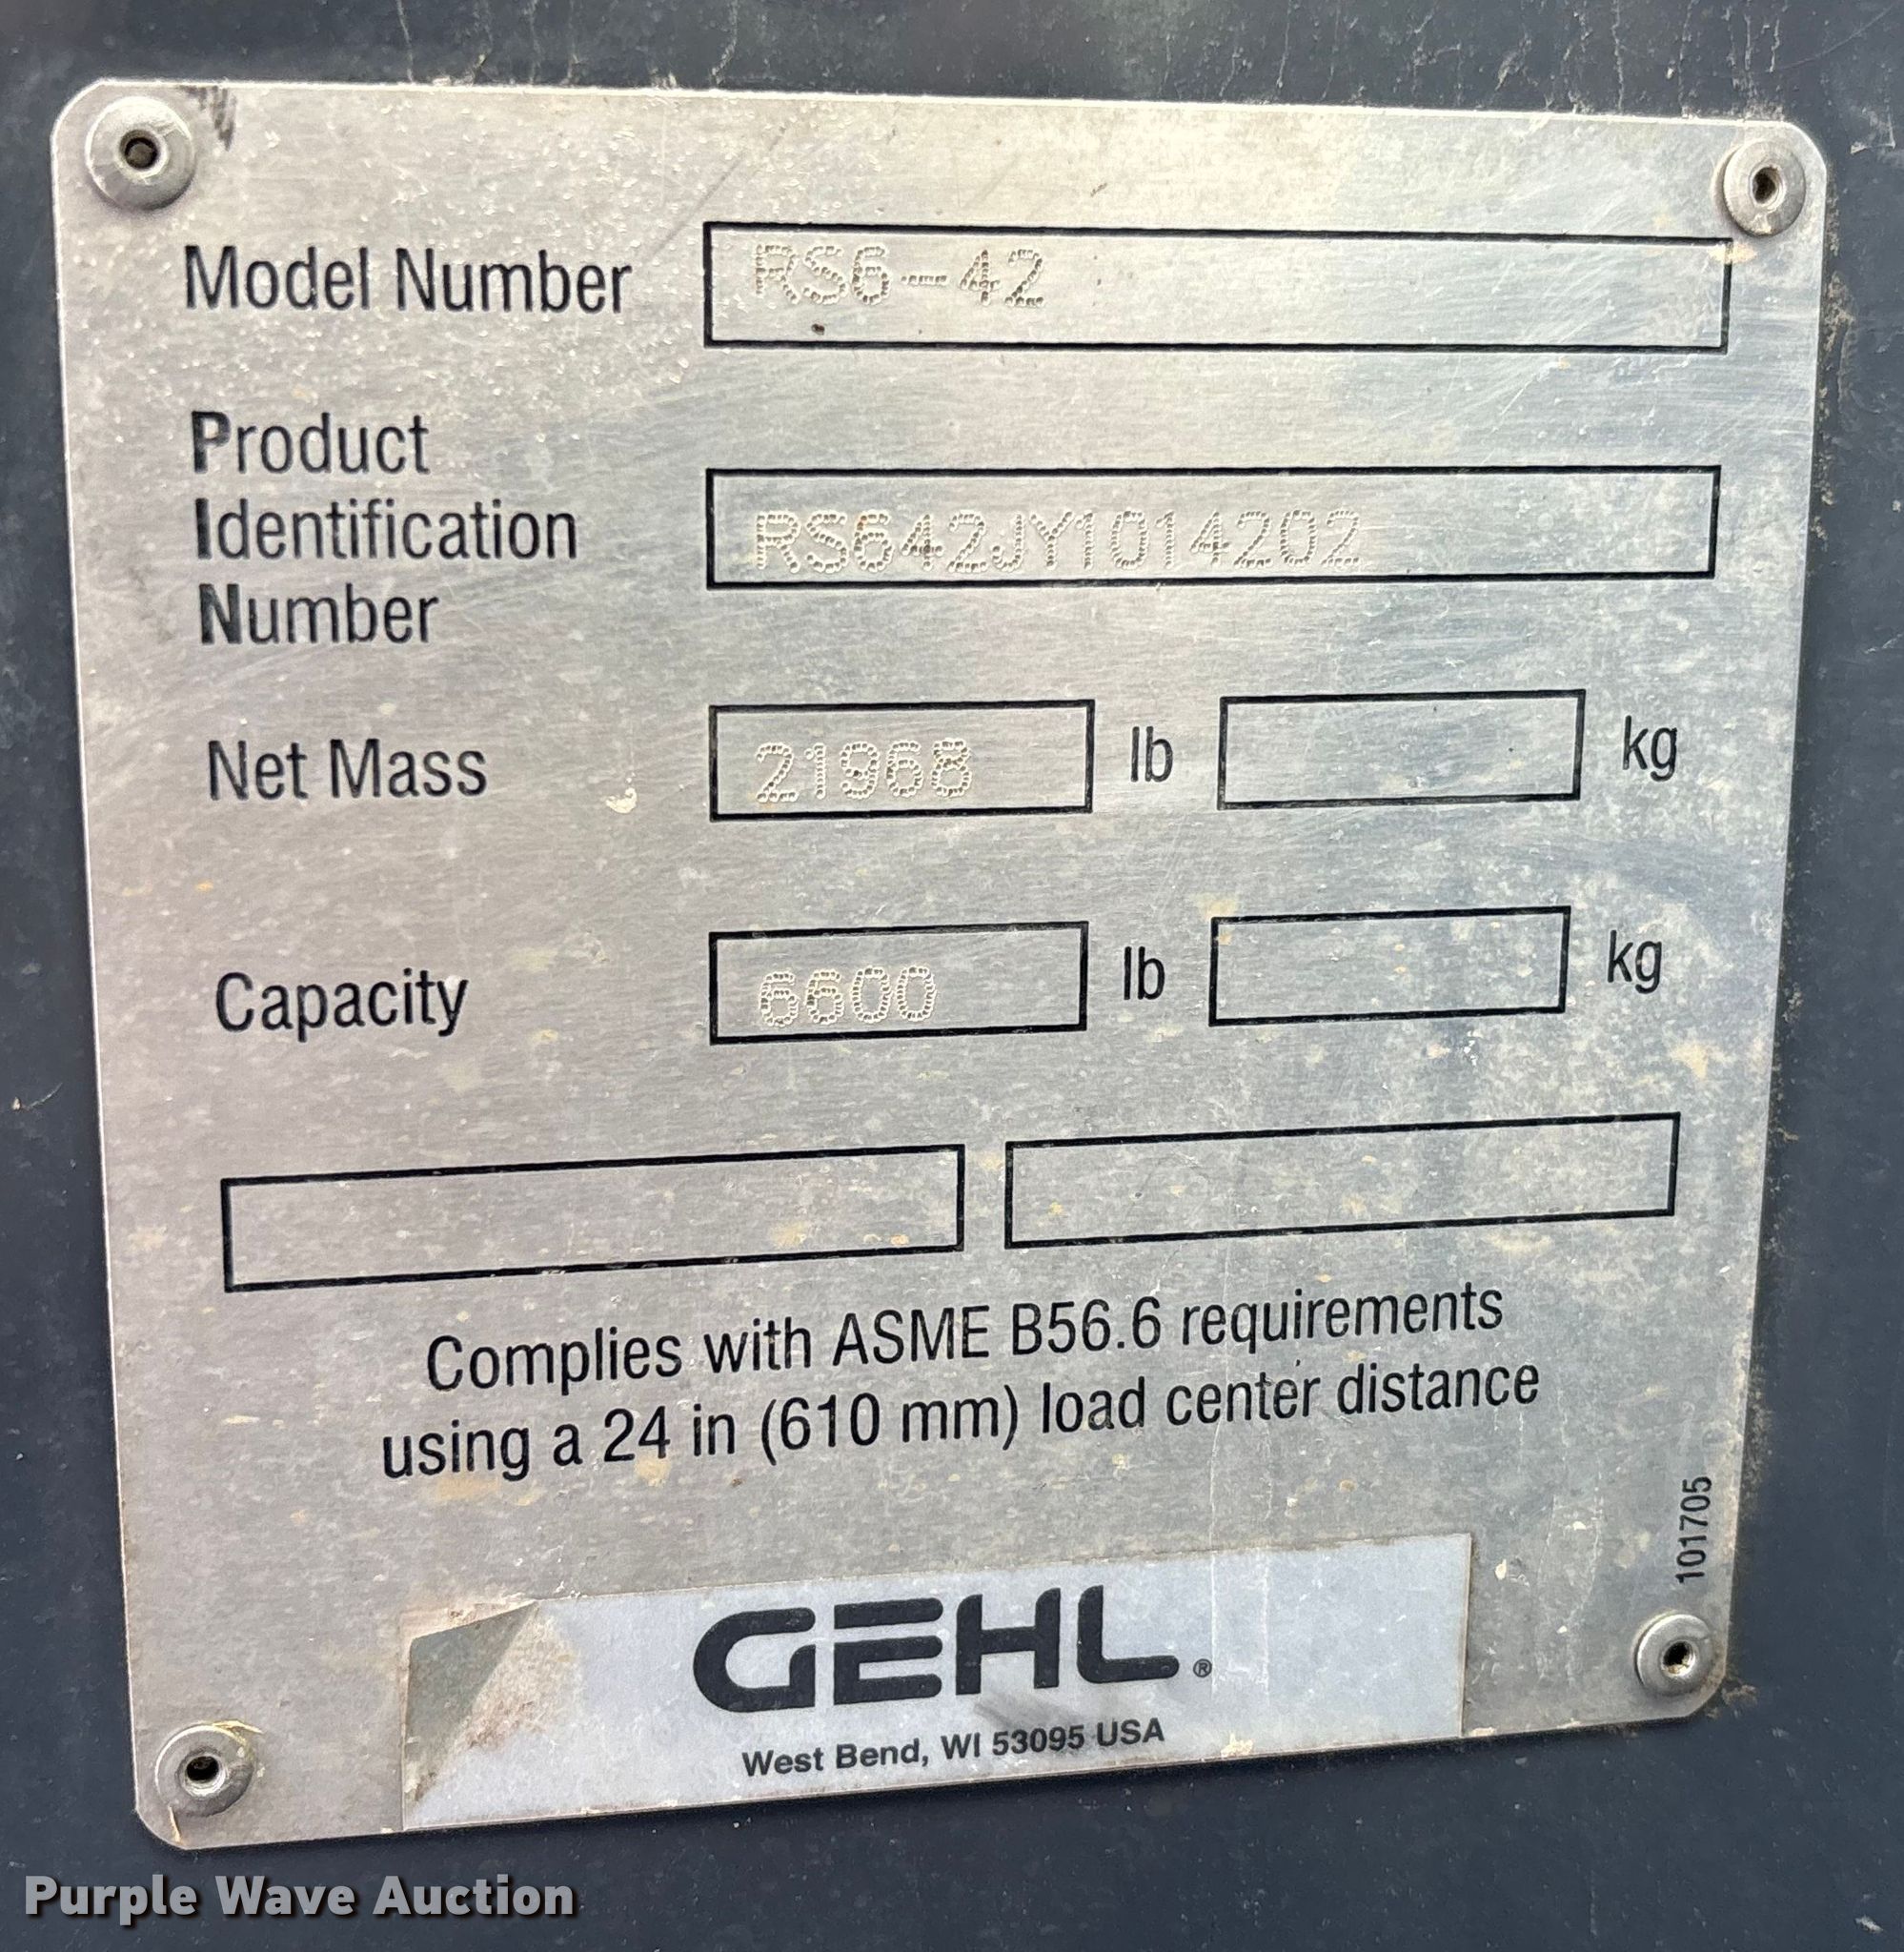 Model Number RS6-42
Product
Identification RS642JY1014202
Number
Net Mass 21968 lb kg
Capacity 6600 lb kg
Complies with ASME B56.6 requirements
using a 24 in (610 mm) load center distance
101705
GEHL®
West Bend, WI 53095 USA
Purple Wave Auction